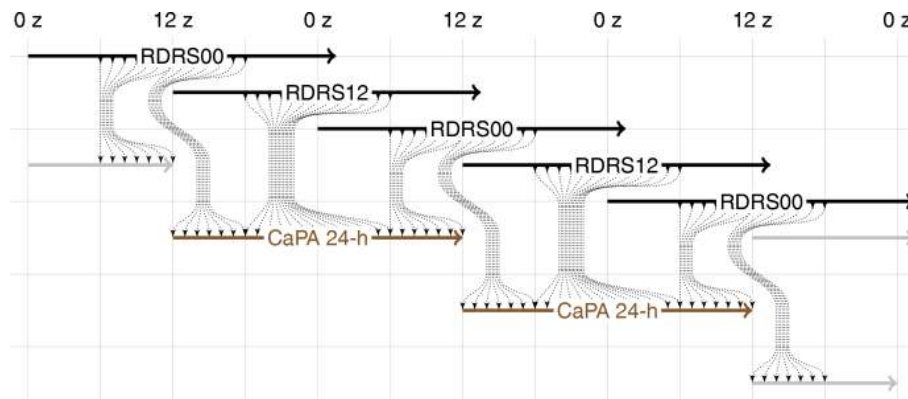 0 z 12 z 0 z 12 z 0 z 12 z 0 z
RDRS00
RDRS12
RDRS00
RDRS12
RDRS00
CaPA 24-h
CaPA 24-h